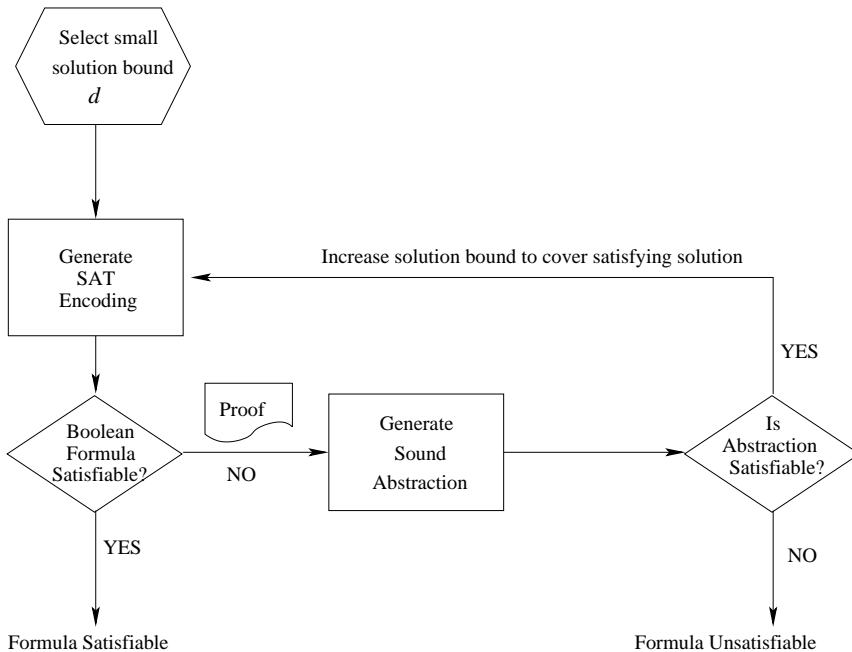 Select small
solution bound
d
Generate
SAT
Encoding
Increase solution bound to cover satisfying solution
YES
Boolean
Formula
Satisfiable?
Proof
NO
Generate
Sound
Abstraction
Is
Abstraction
Satisfiable?
YES
NO
Formula Satisfiable
Formula Unsatisfiable